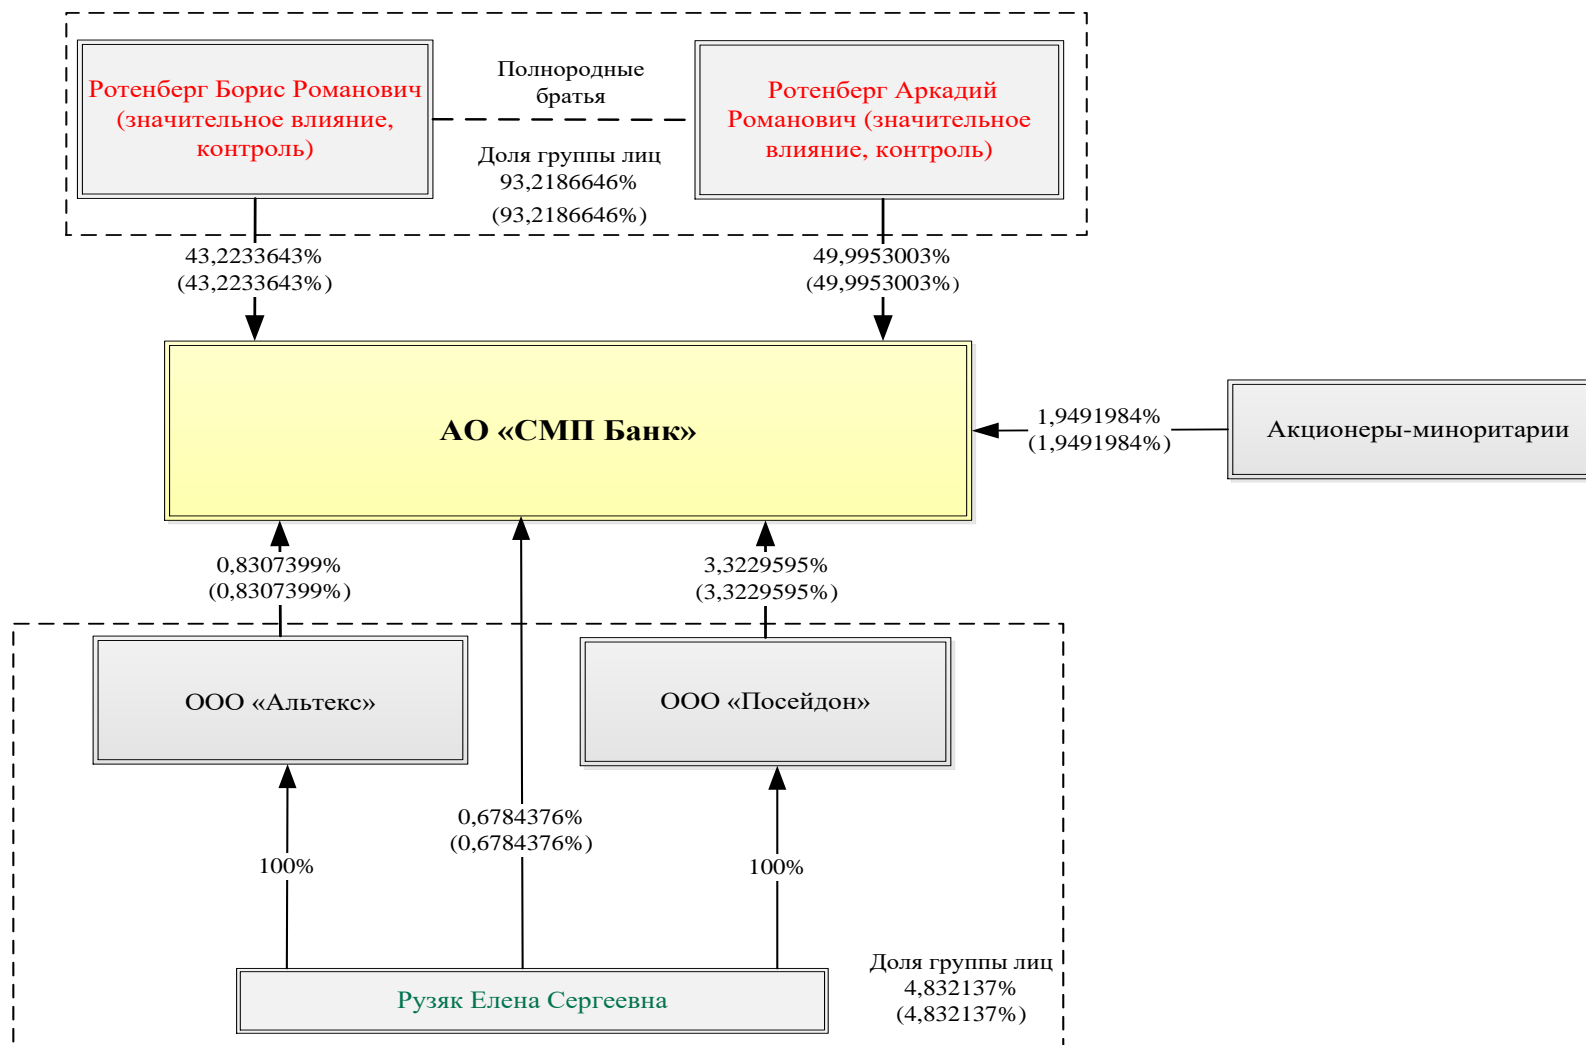 Ротенберг Борис Романович
(значительное влияние,
контроль)
Полнородные
братья
Ротенберг Аркадий
Романович (значительное
влияние, контроль)
Доля группы лиц
93,2186646%
(93,2186646%)
43,2233643%
(43,2233643%)
49,9953003%
(49,9953003%)
АО «СМП Банк»
1,9491984%
(1,9491984%)
Акционеры-миноритарии
0,8307399%
(0,8307399%)
3,3229595%
(3,3229595%)
ООО «Альтекс»
ООО «Посейдон»
0,6784376%
(0,6784376%)
100%
100%
Рузяк Елена Сергеевна
Доля группы лиц
4,832137%
(4,832137%)